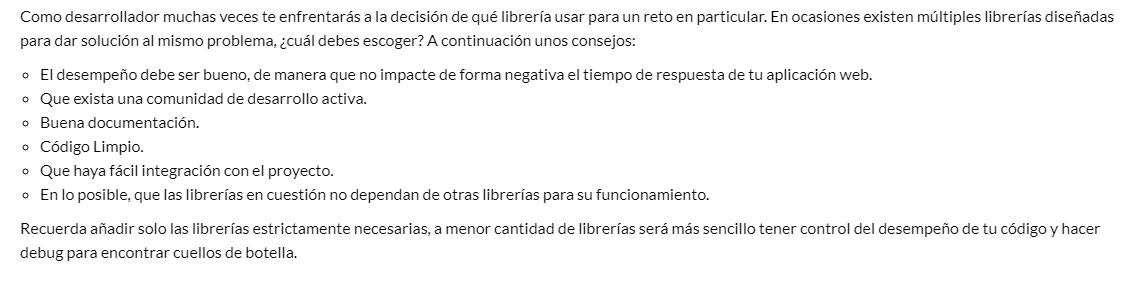 Como desarrollador muchas veces te enfrentarás a la decisión de qué librería usar para un reto en particular. En ocasiones existen múltiples librerías diseñadas
para dar solución al mismo problema, ¿cuál debes escoger? A continuación unos consejos:
El desempeño debe ser bueno, de manera que no impacte de forma negativa el tiempo de respuesta de tu aplicación web.
Que exista una comunidad de desarrollo activa.
Buena documentación.
Código Limpio.
Que haya fácil integración con el proyecto.
En lo posible, que las librerías en cuestión no dependan de otras librerías para su funcionamiento.
Recuerda añadir solo las librerías estrictamente necesarias, a menor cantidad de librerías será más sencillo tener control del desempeño de tu código y hacer
debug para encontrar cuellos de botella.